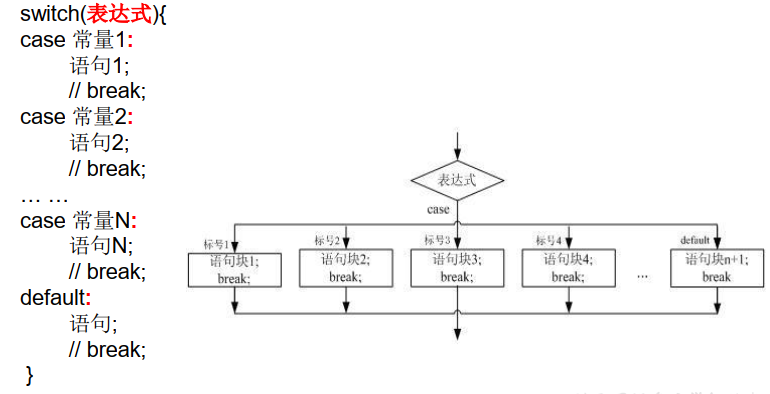 switch(表达式){
case 常量1:
语句1;
// break;
case 常量2:
语句2;
// break;
… …
case 常量N:
语句N;
// break;
default:
语句;
// break;
}
表达式
case
标号1
标号2
标号3
标号4
default
语句块1;
break;
语句块2;
break;
语句块3;
break;
语句块4;
break;
...
语句块n+1;
break